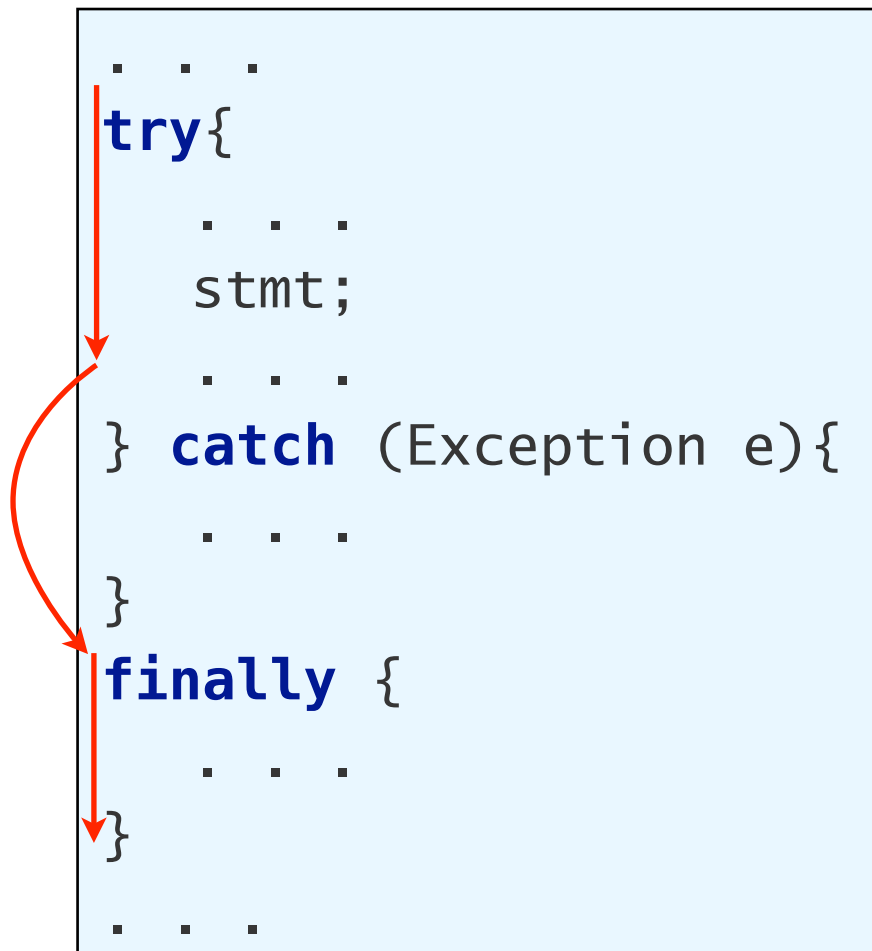 . . .
try{
. . .
stmt;
. . .
} catch (Exception e){
. . .
}
finally {
. . .
}
. . .